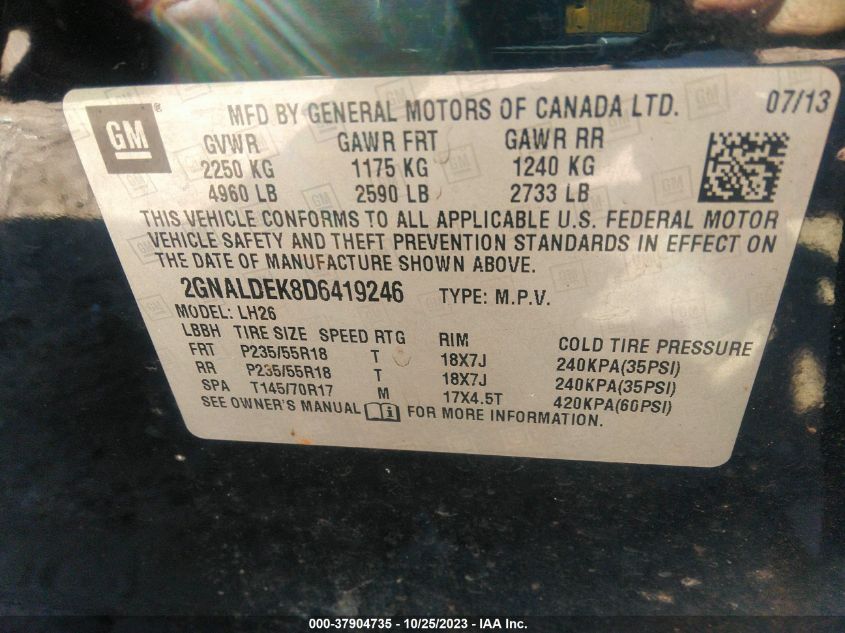 GM ® MFD BY GENERAL MOTORS OF CANADA LTD. 07/13
GVWR GAWR FRT GAWR RR
2250 KG 1175 KG 1240 KG
4960 LB 2590 LB 2733 LB
THIS VEHICLE CONFORMS TO ALL APPLICABLE U.S. FEDERAL MOTOR
VEHICLE SAFETY AND THEFT PREVENTION STANDARDS IN EFFECT ON
THE DATE OF MANUFACTURE SHOWN ABOVE.
2GNALDEK8D6419246 TYPE: M.P.V.
MODEL: LH26
LBBH TIRE SIZE SPEED RTG RIM COLD TIRE PRESSURE
FRT P235/55R18 T 18X7J 240KPA(35PSI)
RR P235/55R18 T 18X7J 240KPA(35PSI)
SPA T145/70R17 M 17X4.5T 420KPA(60PSI)
SEE OWNER'S MANUAL FOR MORE INFORMATION.
000-37904735 - 10/25/2023 - IAA Inc.